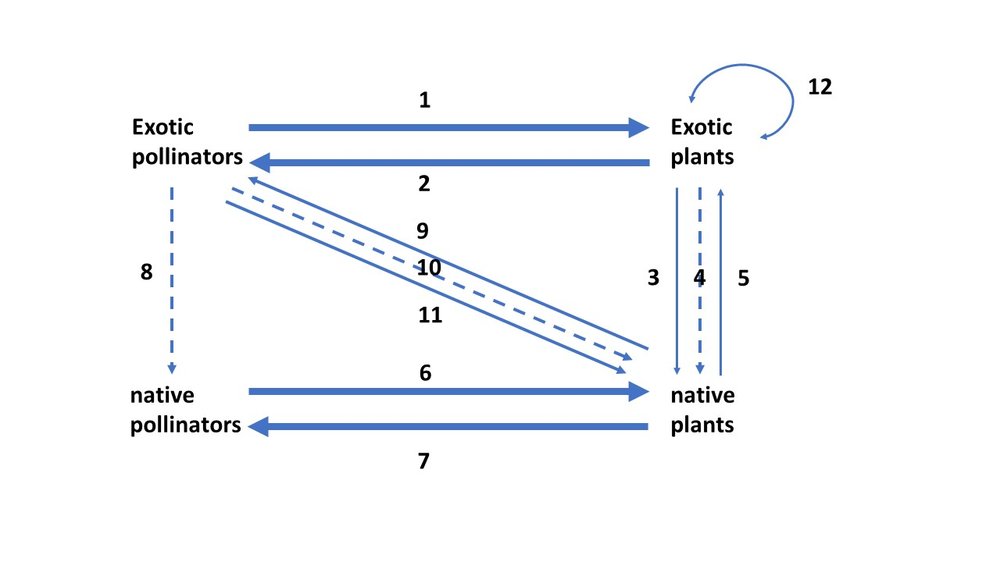 12
1
Exotic
pollinators
Exotic
plants
2
9
10
8
3
4
5
11
6
native
pollinators
native
plants
7